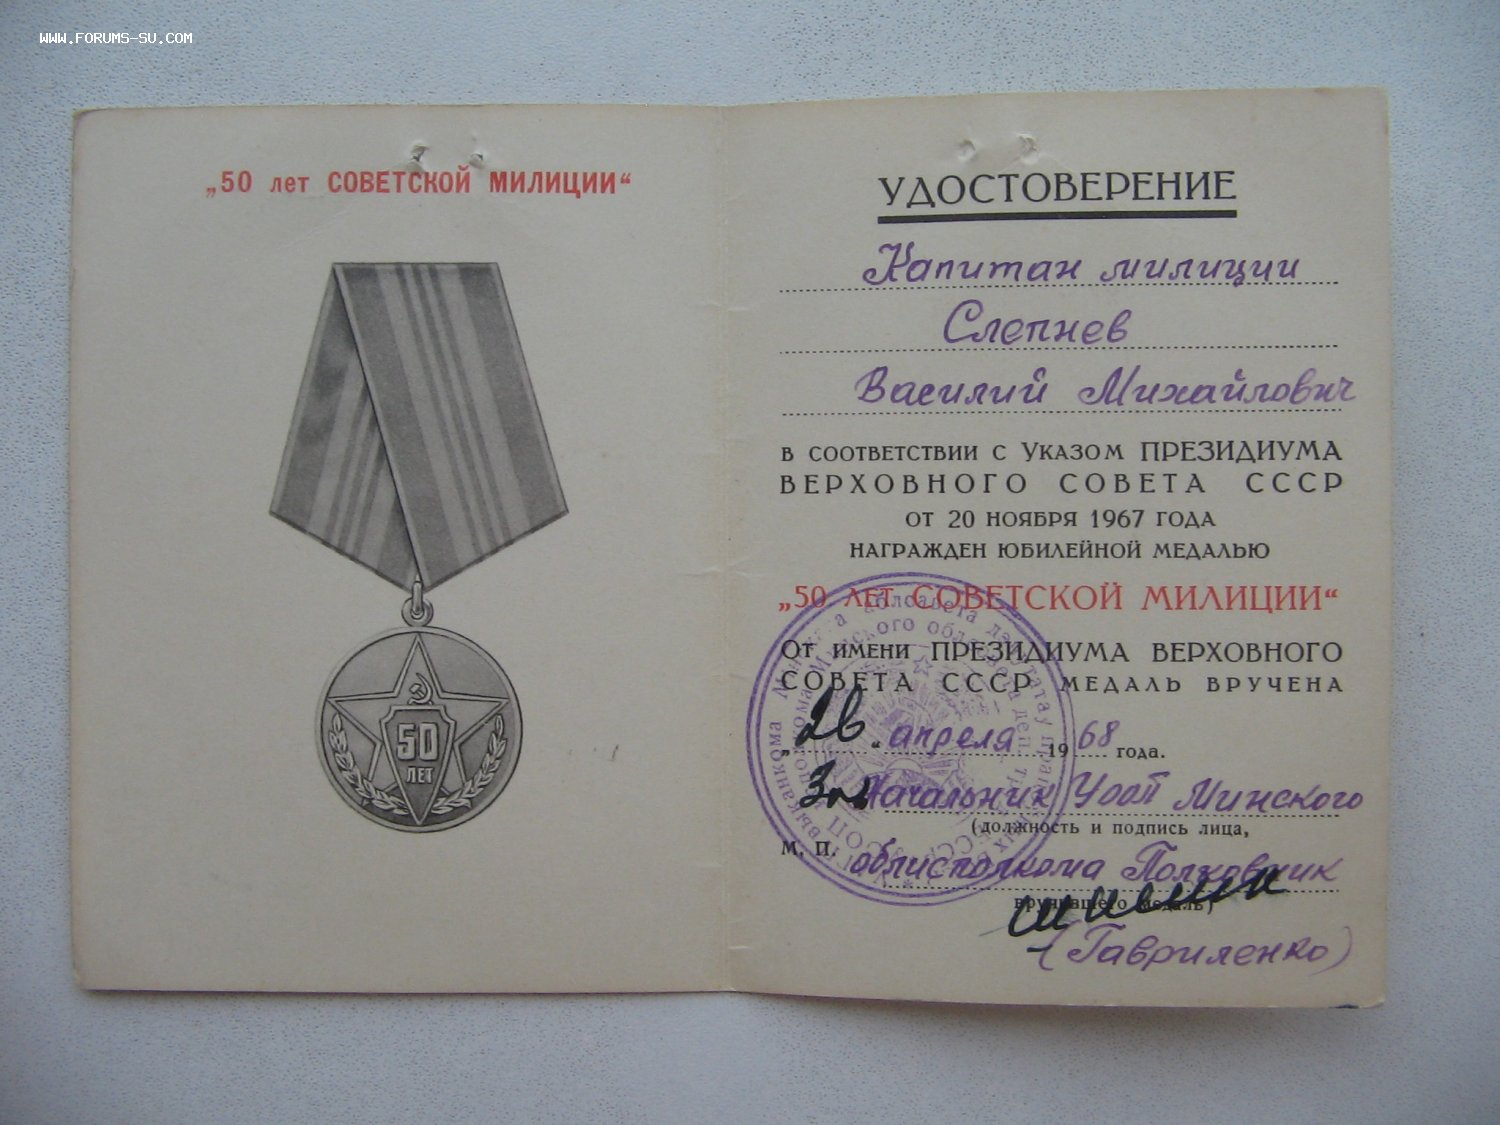 WWW.FORUMS-SU.COM
„50 лет СОВЕТСКОЙ МИЛИЦИИ“
50
ЛЕТ
УДОСТОВЕРЕНИЕ
Капитан милиции
Слепнев
Василий Михайлович
В СООТВЕТСТВИИ С УКАЗОМ ПРЕЗИДИУМА
ВЕРХОВНОГО СОВЕТА СССР
ОТ 20 НОЯБРЯ 1967 ГОДА
НАГРАЖДЕН ЮБИЛЕЙНОЙ МЕДАЛЬЮ
„50 ЛЕТ СОВЕТСКОЙ МИЛИЦИИ“
ОТ ИМЕНИ ПРЕЗИДИУМА ВЕРХОВНОГО
СОВЕТА СССР МЕДАЛЬ ВРУЧЕНА
„26“ апреля 1968 года.
Зам Начальник УООП Минского
(должность и подпись лица,
М. П. облисполкома Полковник
вручившего медаль)
(Гавриленко)